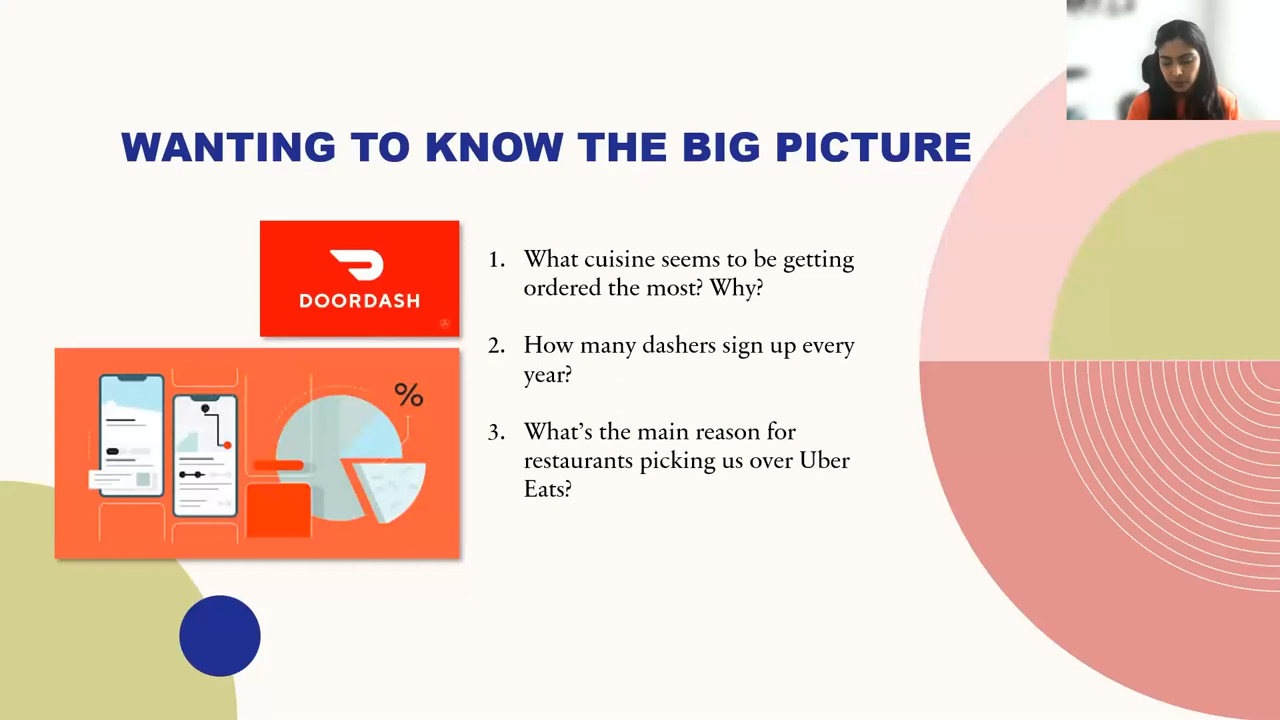 WANTING TO KNOW THE BIG PICTURE
DOORDASH
1. What cuisine seems to be getting
ordered the most? Why?
2. How many dashers sign up every
year?
3. What’s the main reason for
restaurants picking us over Uber
Eats?
%